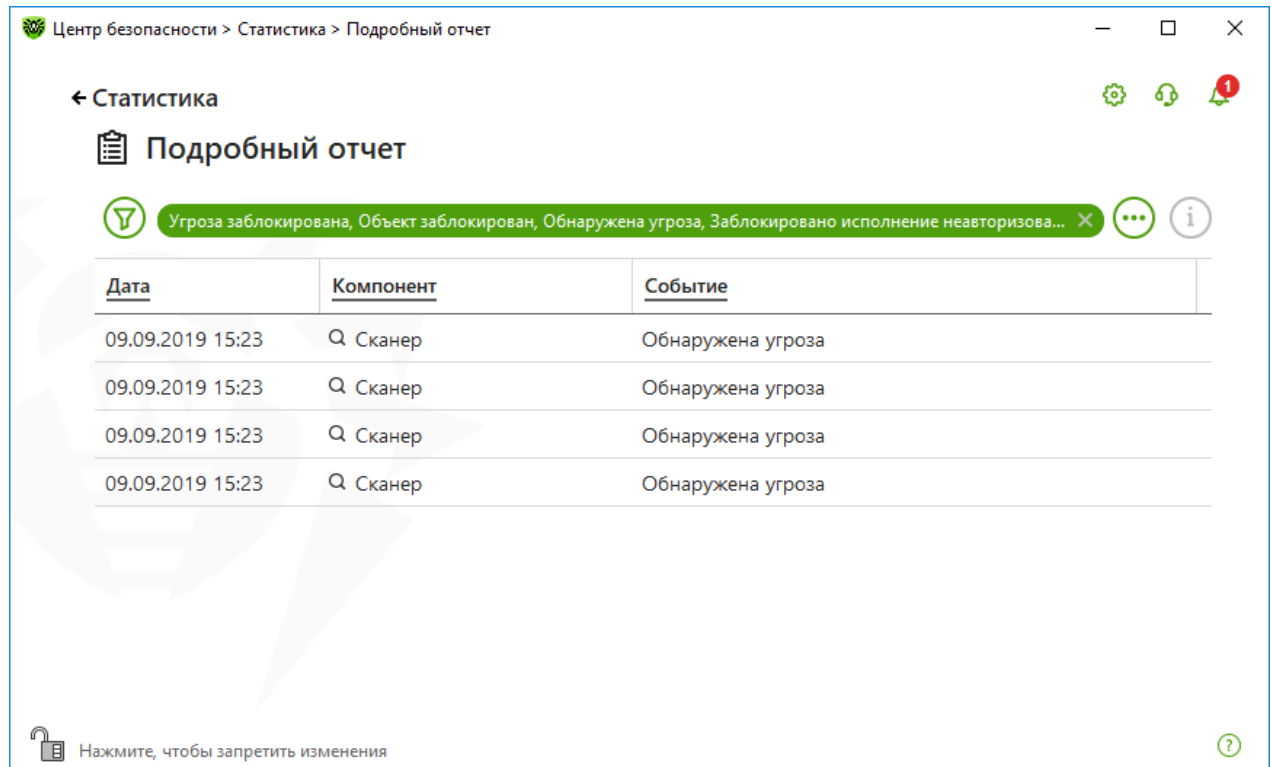 Центр безопасности > Статистика > Подробный отчет
Статистика
1
Подробный отчет
Угроза заблокирована, Объект заблокирован, Обнаружена угроза, Заблокировано исполнение неавторизова...
Дата Компонент Событие
09.09.2019 15:23 Сканер Обнаружена угроза
09.09.2019 15:23 Сканер Обнаружена угроза
09.09.2019 15:23 Сканер Обнаружена угроза
09.09.2019 15:23 Сканер Обнаружена угроза
Нажмите, чтобы запретить изменения